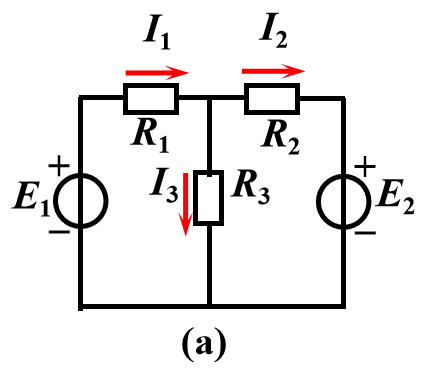 I1 I2
R1 R2
+ I3 R3 +
E1 E2
− −
(a)